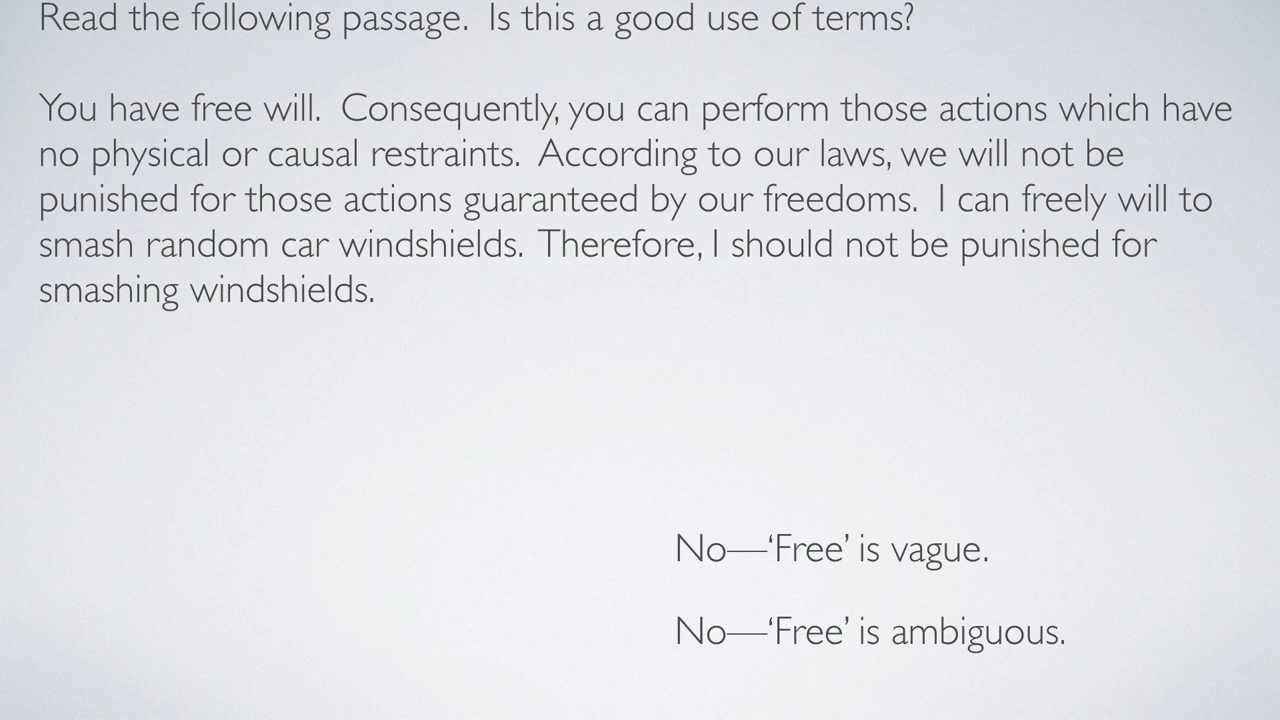 Read the following passage.  Is this a good use of terms?
You have free will.  Consequently, you can perform those actions which have
no physical or causal restraints.  According to our laws, we will not be
punished for those actions guaranteed by our freedoms.  I can freely will to
smash random car windshields.  Therefore, I should not be punished for
smashing windshields.
No—‘Free’ is vague.
No—‘Free’ is ambiguous.